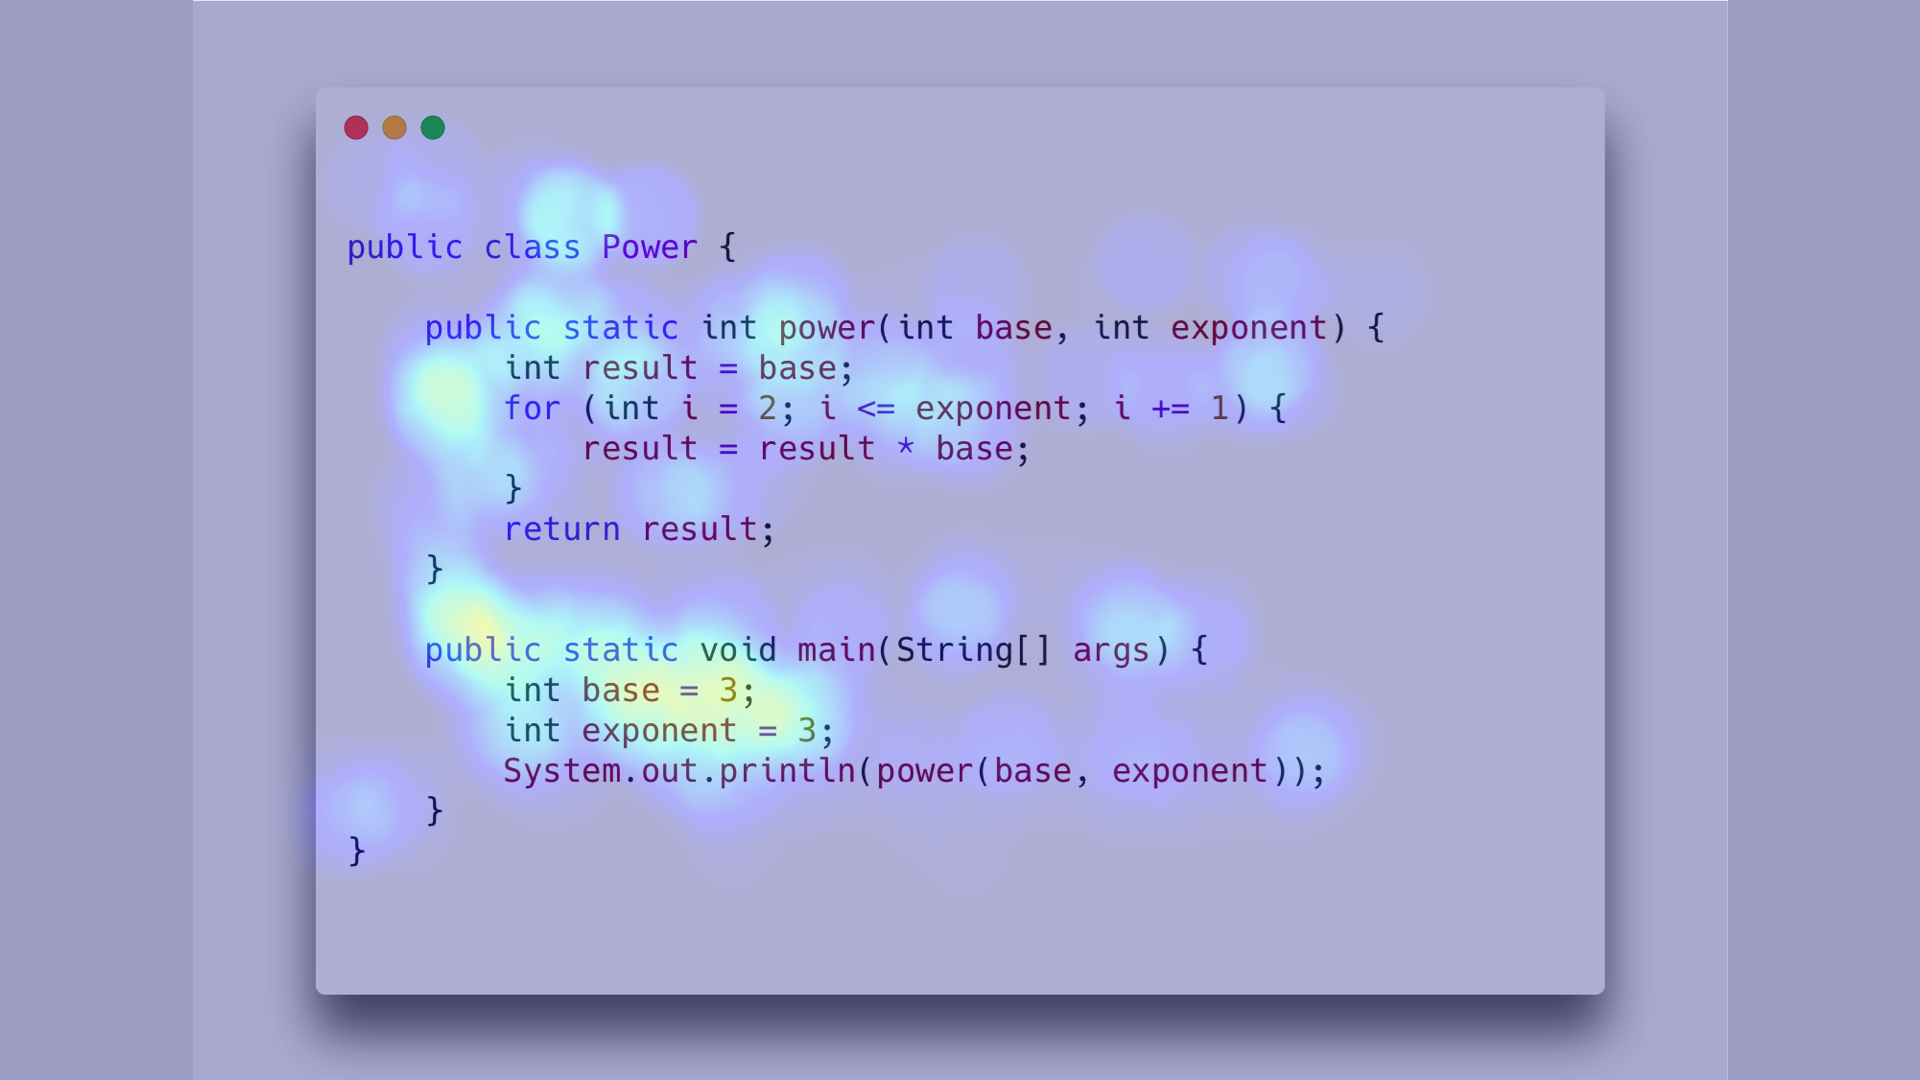 public class Power {
    public static int power(int base, int exponent) {
        int result = base;
        for (int i = 2; i <= exponent; i += 1) {
            result = result * base;
        }
        return result;
    }
    public static void main(String[] args) {
        int base = 3;
        int exponent = 3;
        System.out.println(power(base, exponent));
    }
}